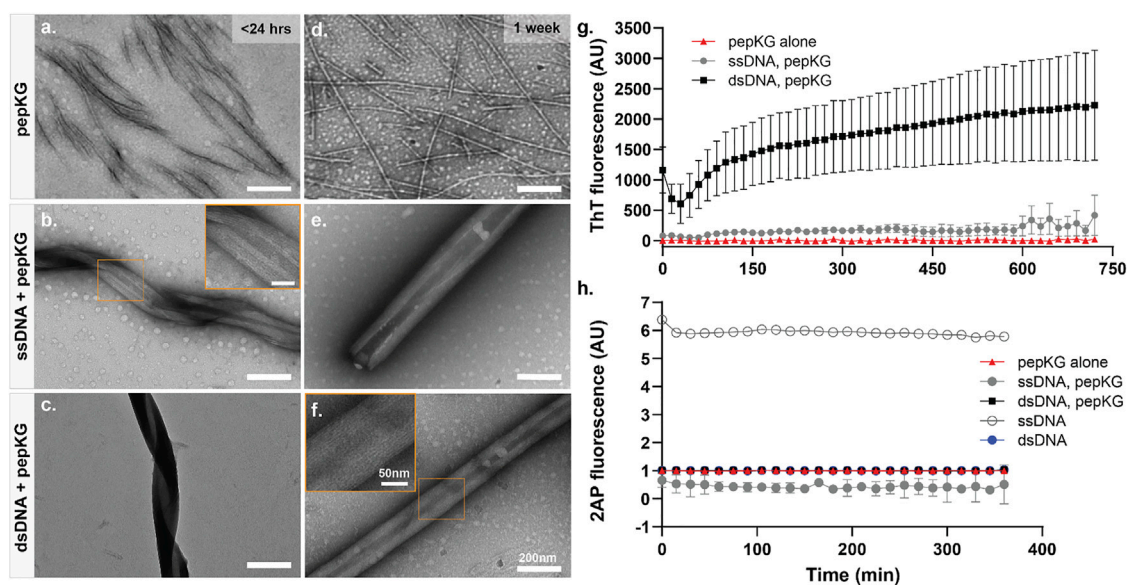 a.
<24 hrs
d.
1 week
pepKG
b.
e.
ssDNA + pepKG
c.
f.
50nm
200nm
dsDNA + pepKG
g.
pepKG alone
ssDNA, pepKG
dsDNA, pepKG
ThT fluorescence (AU)
3500
3000
2500
2000
1500
1000
500
0
0 150 300 450 600 750
h.
2AP fluorescence (AU)
7
6
5
4
3
2
1
0
-1
pepKG alone
ssDNA, pepKG
dsDNA, pepKG
ssDNA
dsDNA
0 100 200 300 400
Time (min)